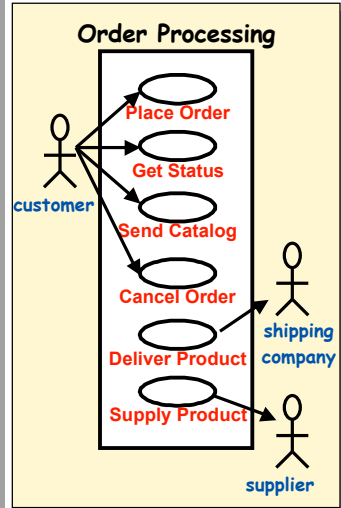 Order Processing
Place Order
Get Status
customer
Send Catalog
Cancel Order
shipping
company
Deliver Product
Supply Product
supplier